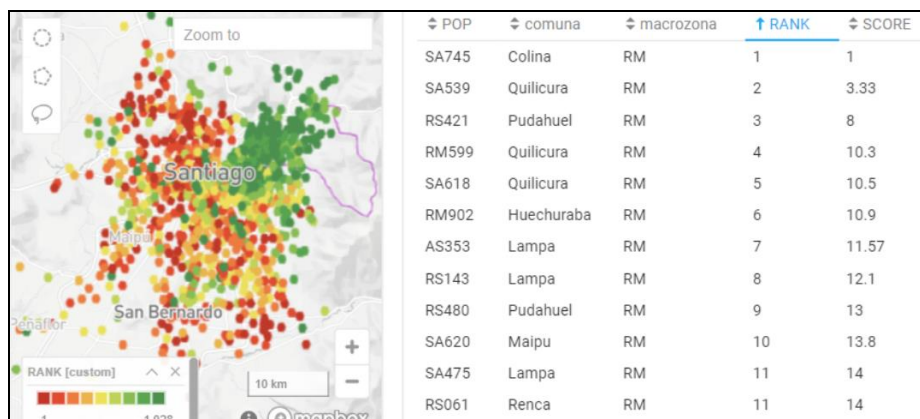 Zoom to
Santiago
Maipu
San Bernardo
Peñaflor
RANK [custom]
10 km
mapbox
POP comuna macrozona RANK SCORE
SA745 Colina RM 1 1
SA539 Quilicura RM 2 3.33
RS421 Pudahuel RM 3 8
RM599 Quilicura RM 4 10.3
SA618 Quilicura RM 5 10.5
RM902 Huechuraba RM 6 10.9
AS353 Lampa RM 7 11.57
RS143 Lampa RM 8 12.1
RS480 Pudahuel RM 9 13
SA620 Maipu RM 10 13.8
SA475 Lampa RM 11 14
RS061 Renca RM 11 14